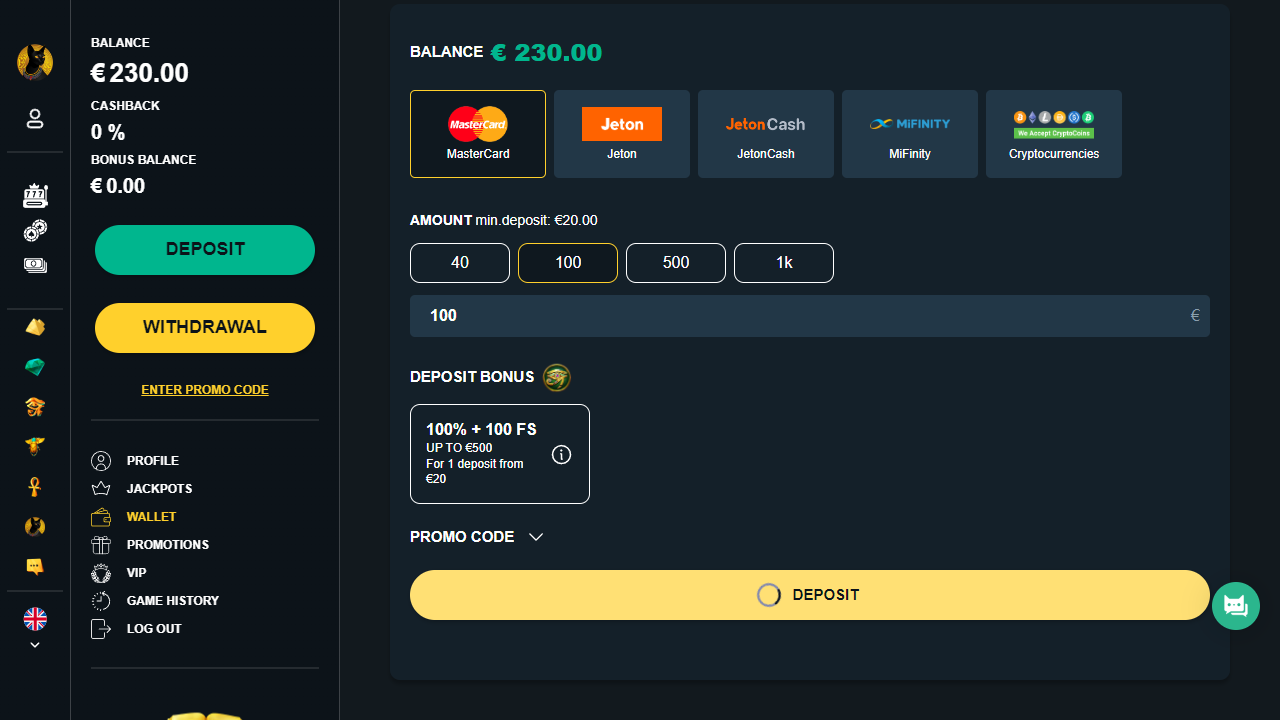 BALANCE
€ 230.00
CASHBACK
0 %
BONUS BALANCE
€ 0.00
DEPOSIT
WITHDRAWAL
ENTER PROMO CODE
PROFILE
JACKPOTS
WALLET
PROMOTIONS
VIP
GAME HISTORY
LOG OUT
BALANCE € 230.00
MasterCard
MasterCard
Jeton
Jeton
JetonCash
JetonCash
MIFINITY
MiFinity
We Accept CryptoCoins
Cryptocurrencies
AMOUNT min.deposit: €20.00
40
100
500
1k
100 €
DEPOSIT BONUS
100% + 100 FS
UP TO €500
For 1 deposit from
€20
PROMO CODE
DEPOSIT
777